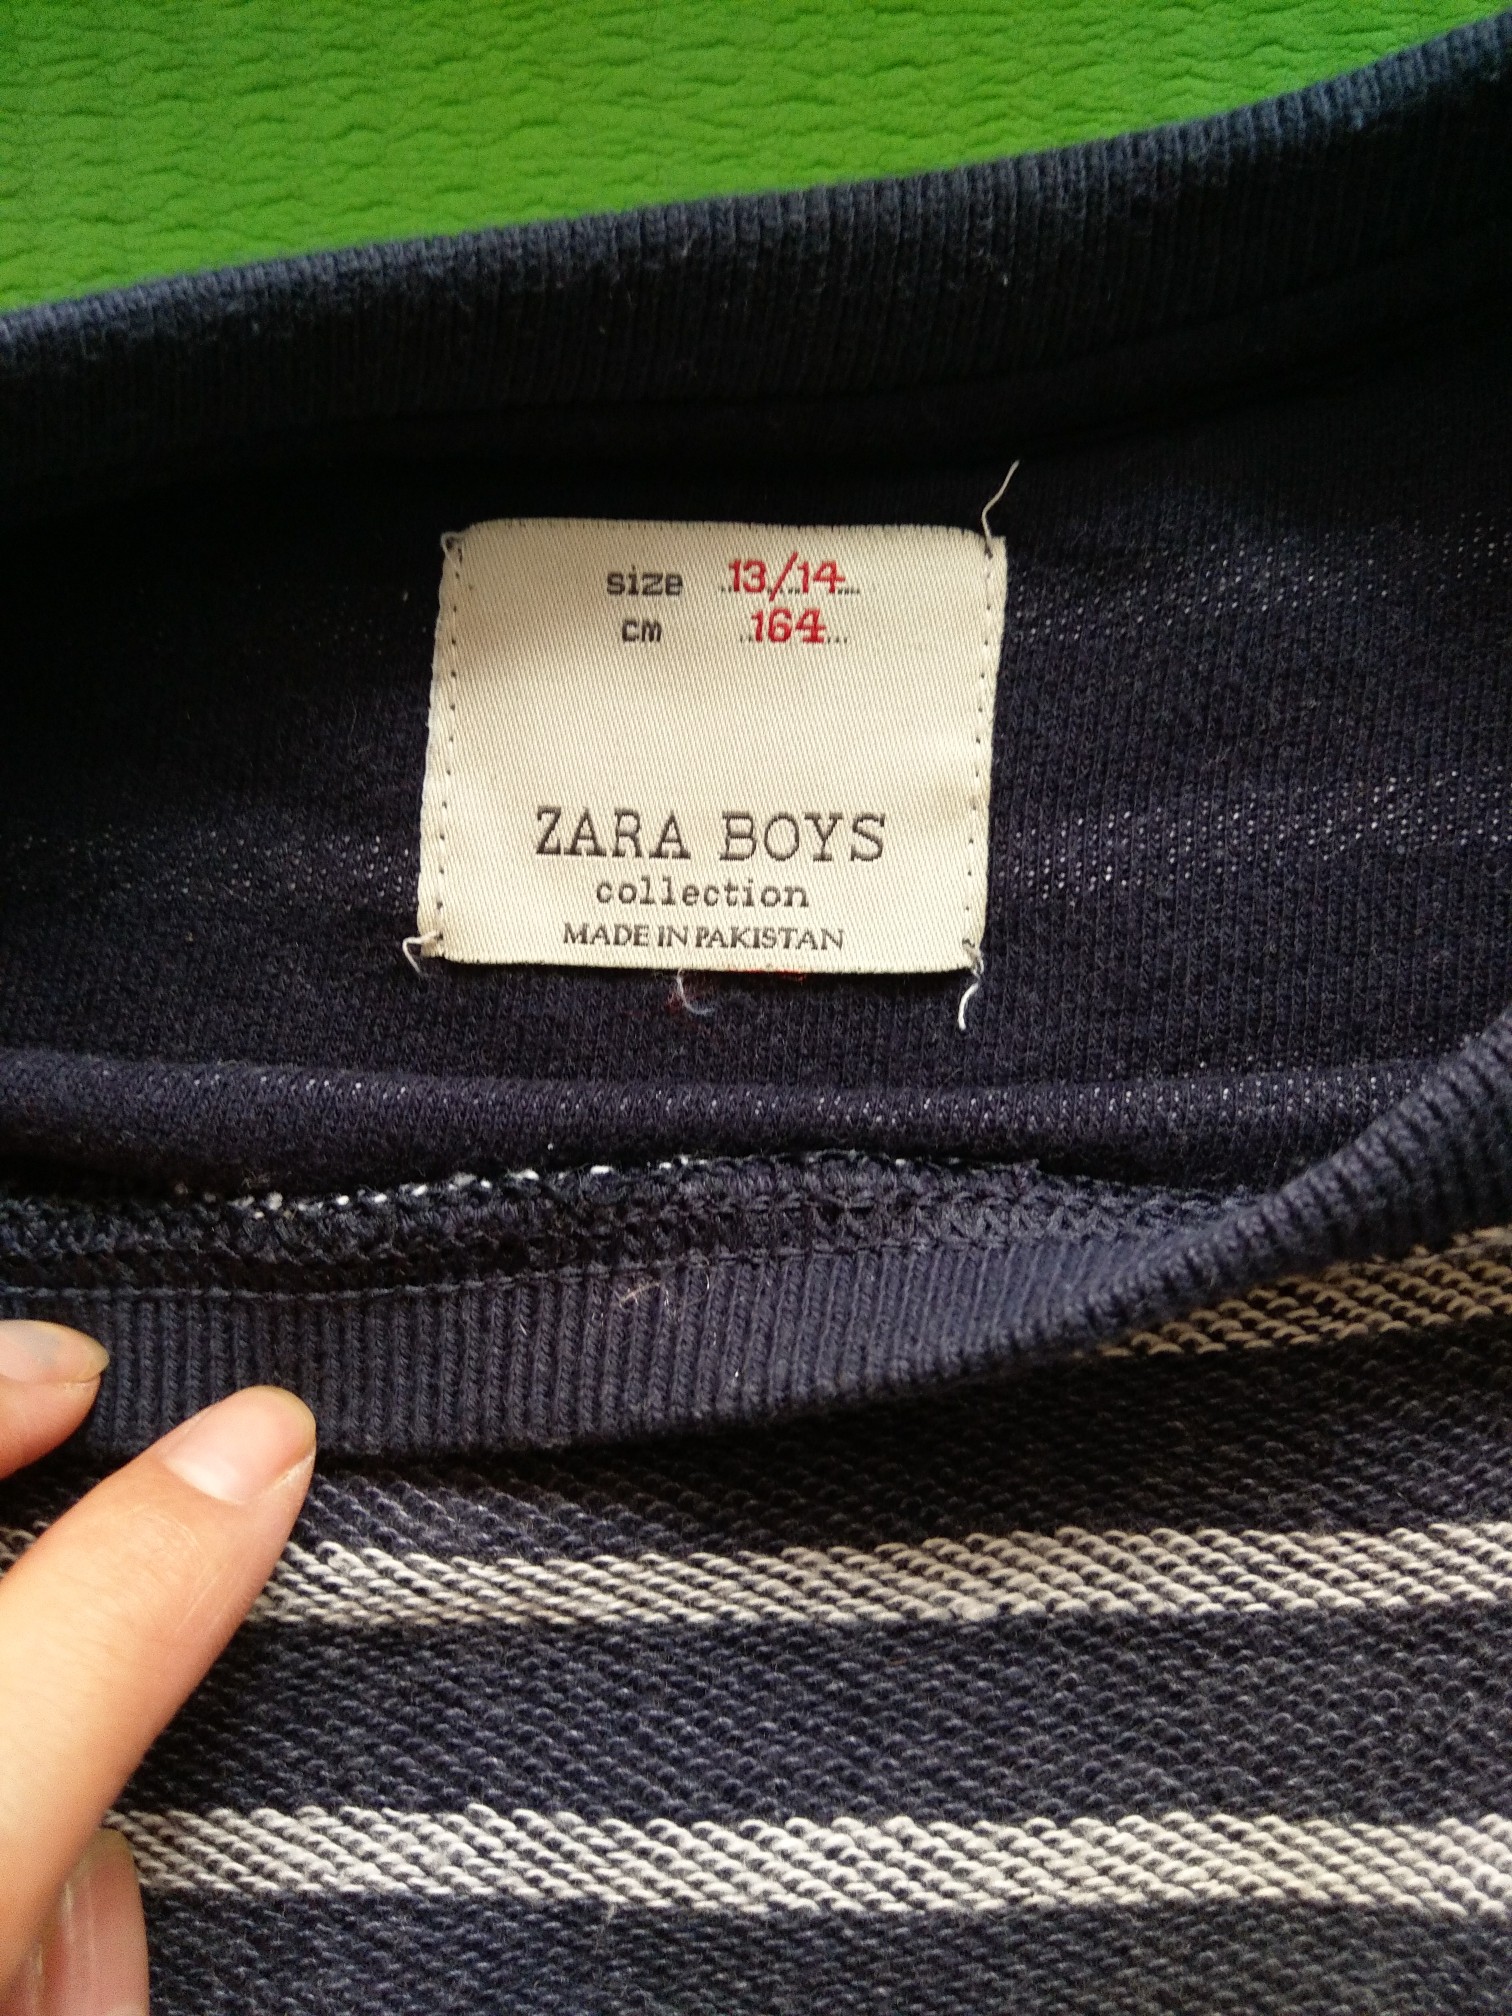 size 13/14
cm 164
ZARA BOYS
collection
MADE IN PAKISTAN